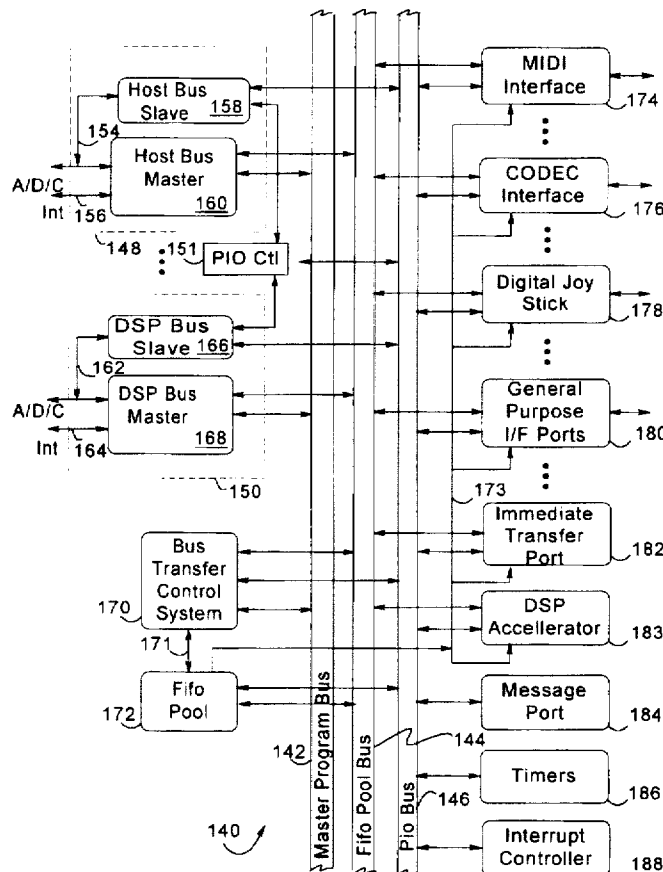 Host Bus
Slave 158
154
Host Bus
Master
160
A/D/C
Int
156
148
151
PIO Ctl
DSP Bus
Slave 166
162
DSP Bus
Master
168
A/D/C
Int
164
150
Bus
Transfer
Control
System
170
171
Fifo
Pool
172
140
142
Master Program Bus
Fifo Pool Bus
144
Pio Bus
146
MIDI
Interface
174
CODEC
Interface
176
Digital Joy
Stick
178
General
Purpose
I/F Ports
180
173
Immediate
Transfer
Port
182
DSP
Accellerator
183
Message
Port
184
Timers
186
Interrupt
Controller
188